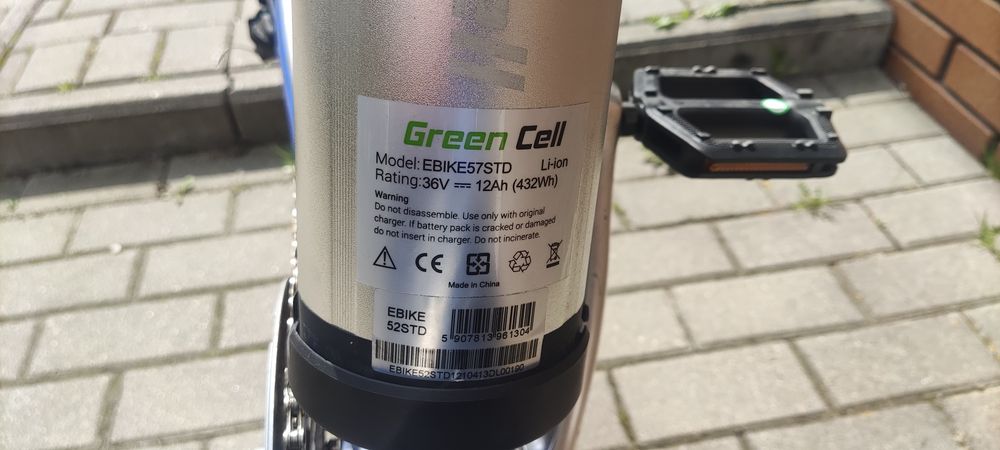 Green Cell
Model: EBIKE57STD Li-ion
Rating: 36V 12Ah (432Wh)
Warning
Do not disassemble. Use only with original
charger. If battery pack is cracked or damaged
do not insert in charger. Do not incinerate.
CE
Made in China
EBIKE
52STD
5 907813 961304
EBIKE52STD1210413DL00190